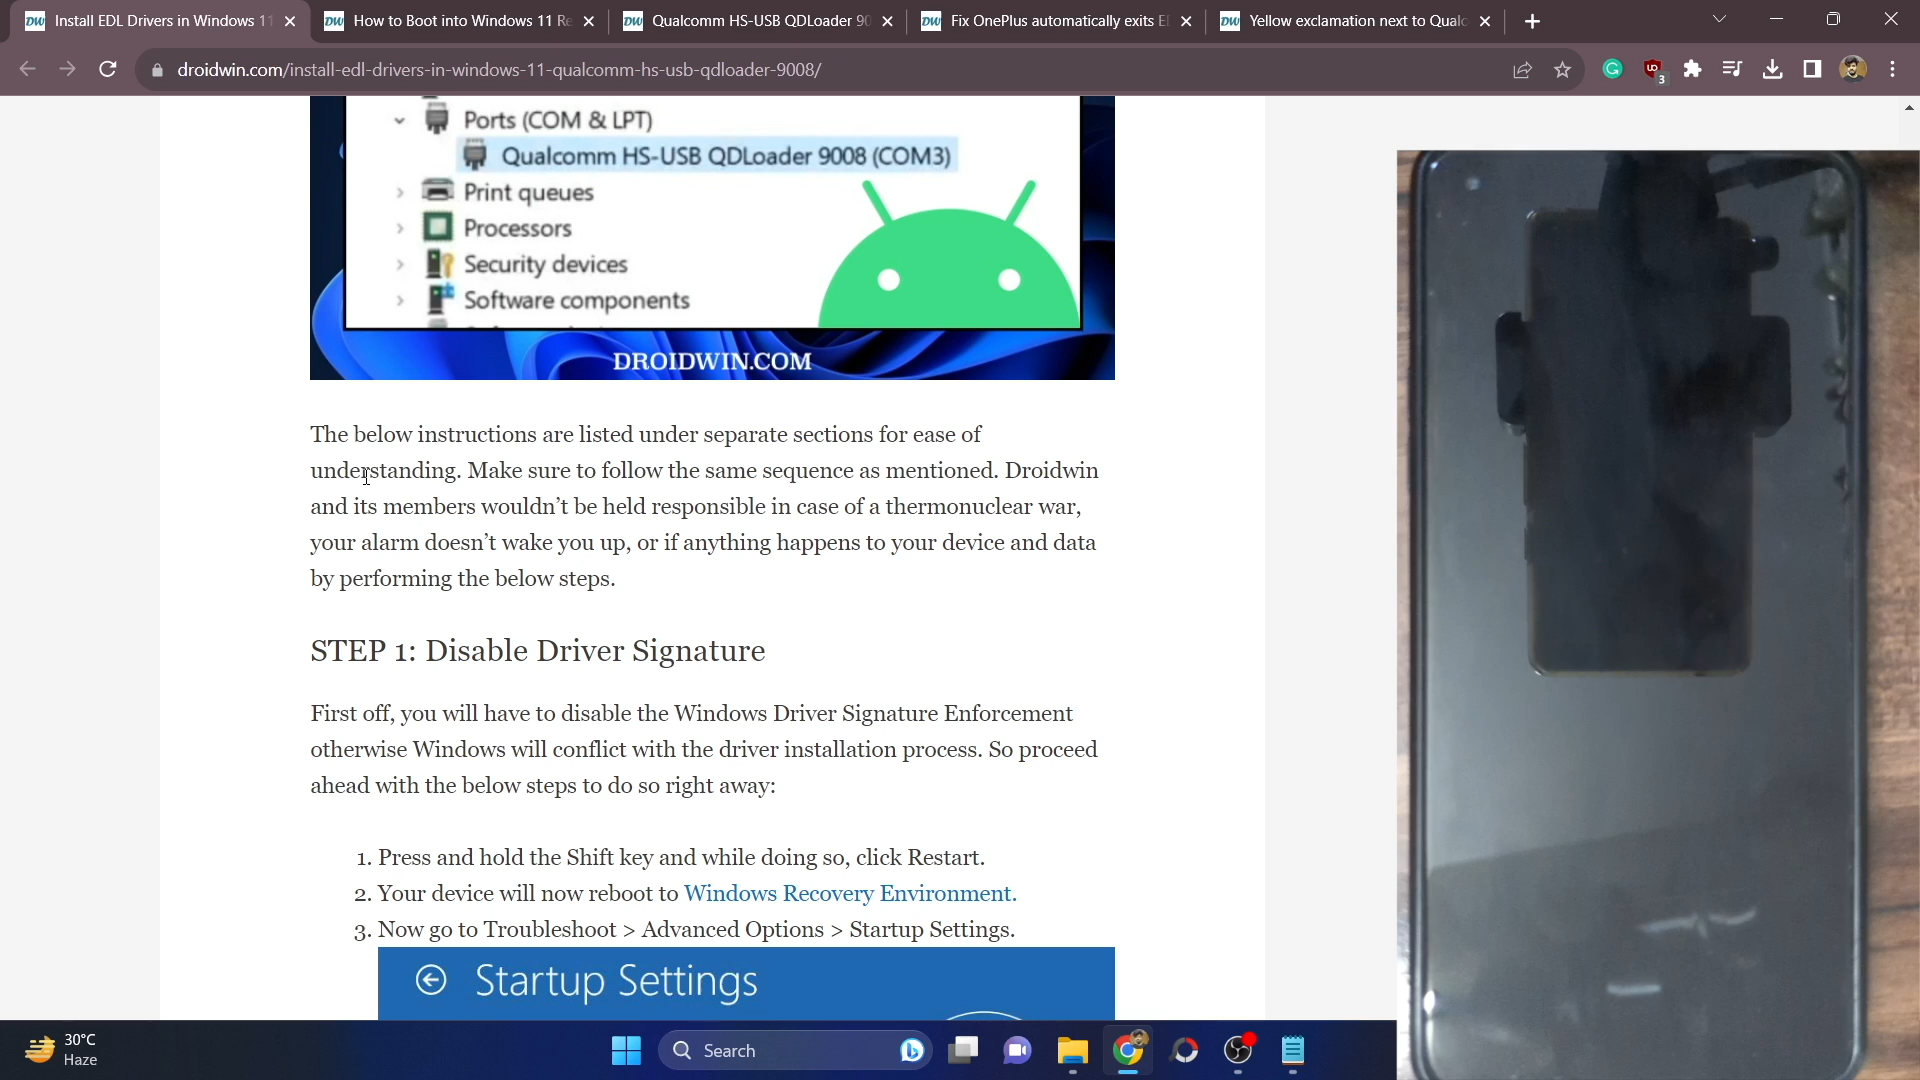 Install EDL Drivers in Windows 11
How to Boot into Windows 11 Re
Qualcomm HS-USB QDLoader 90
Fix OnePlus automatically exits E
Yellow exclamation next to Qualc
droidwin.com/install-edl-drivers-in-windows-11-qualcomm-hs-usb-qdloader-9008/
3
Ports (COM & LPT)
Qualcomm HS-USB QDLoader 9008 (COM3)
Print queues
Processors
Security devices
Software components
DROIDWIN.COM
The below instructions are listed under separate sections for ease of
understanding. Make sure to follow the same sequence as mentioned. Droidwin
and its members wouldn’t be held responsible in case of a thermonuclear war,
your alarm doesn’t wake you up, or if anything happens to your device and data
by performing the below steps.
STEP 1: Disable Driver Signature
First off, you will have to disable the Windows Driver Signature Enforcement
otherwise Windows will conflict with the driver installation process. So proceed
ahead with the below steps to do so right away:
1. Press and hold the Shift key and while doing so, click Restart.
2. Your device will now reboot to Windows Recovery Environment.
3. Now go to Troubleshoot > Advanced Options > Startup Settings.
Startup Settings
30°C
Haze
Search